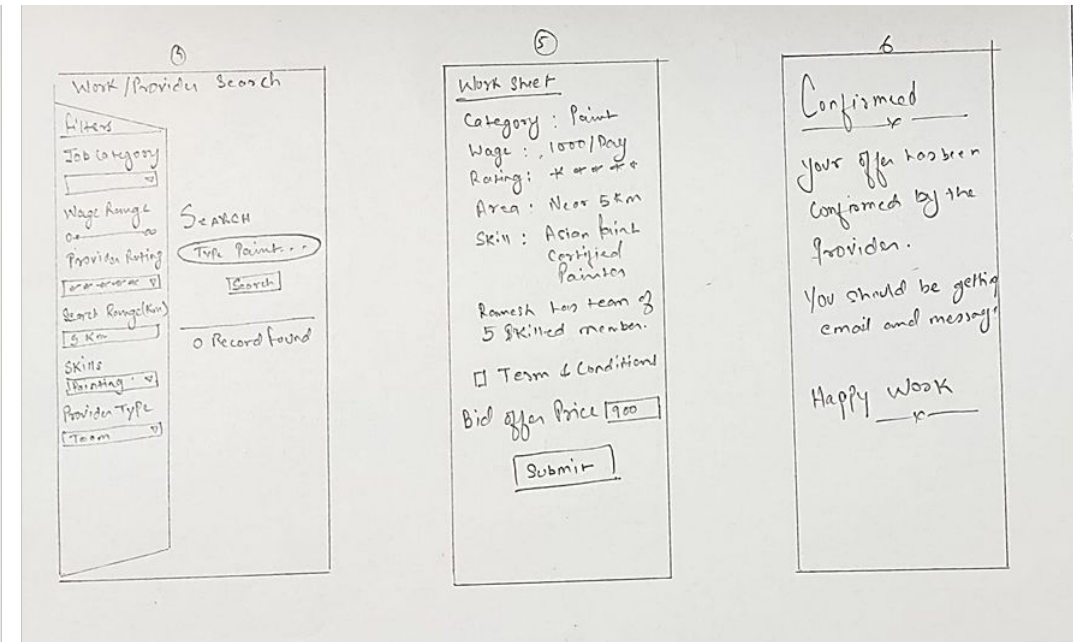 Work/Provider Search
Filters
Job Category
Wage Range
Provider Rating
*****
Search Range(Km)
5 Km
Skills
Painting
Provider Type
Team
SEARCH
Type Paint...
Search
0 Record found
5
Work Sheet
Category : Paint
Wage : 1000/Day
Rating : *****
Area : Near 5Km
Skill : Asian Paint
Certified
Painter
Ramesh has team of
5 Skilled member.
Term & Conditions
Bid offer Price 900
Submit
6
Confirmed
Your offer has been
Confirmed by the
Provider.
You should be getting
email and message
Happy Work